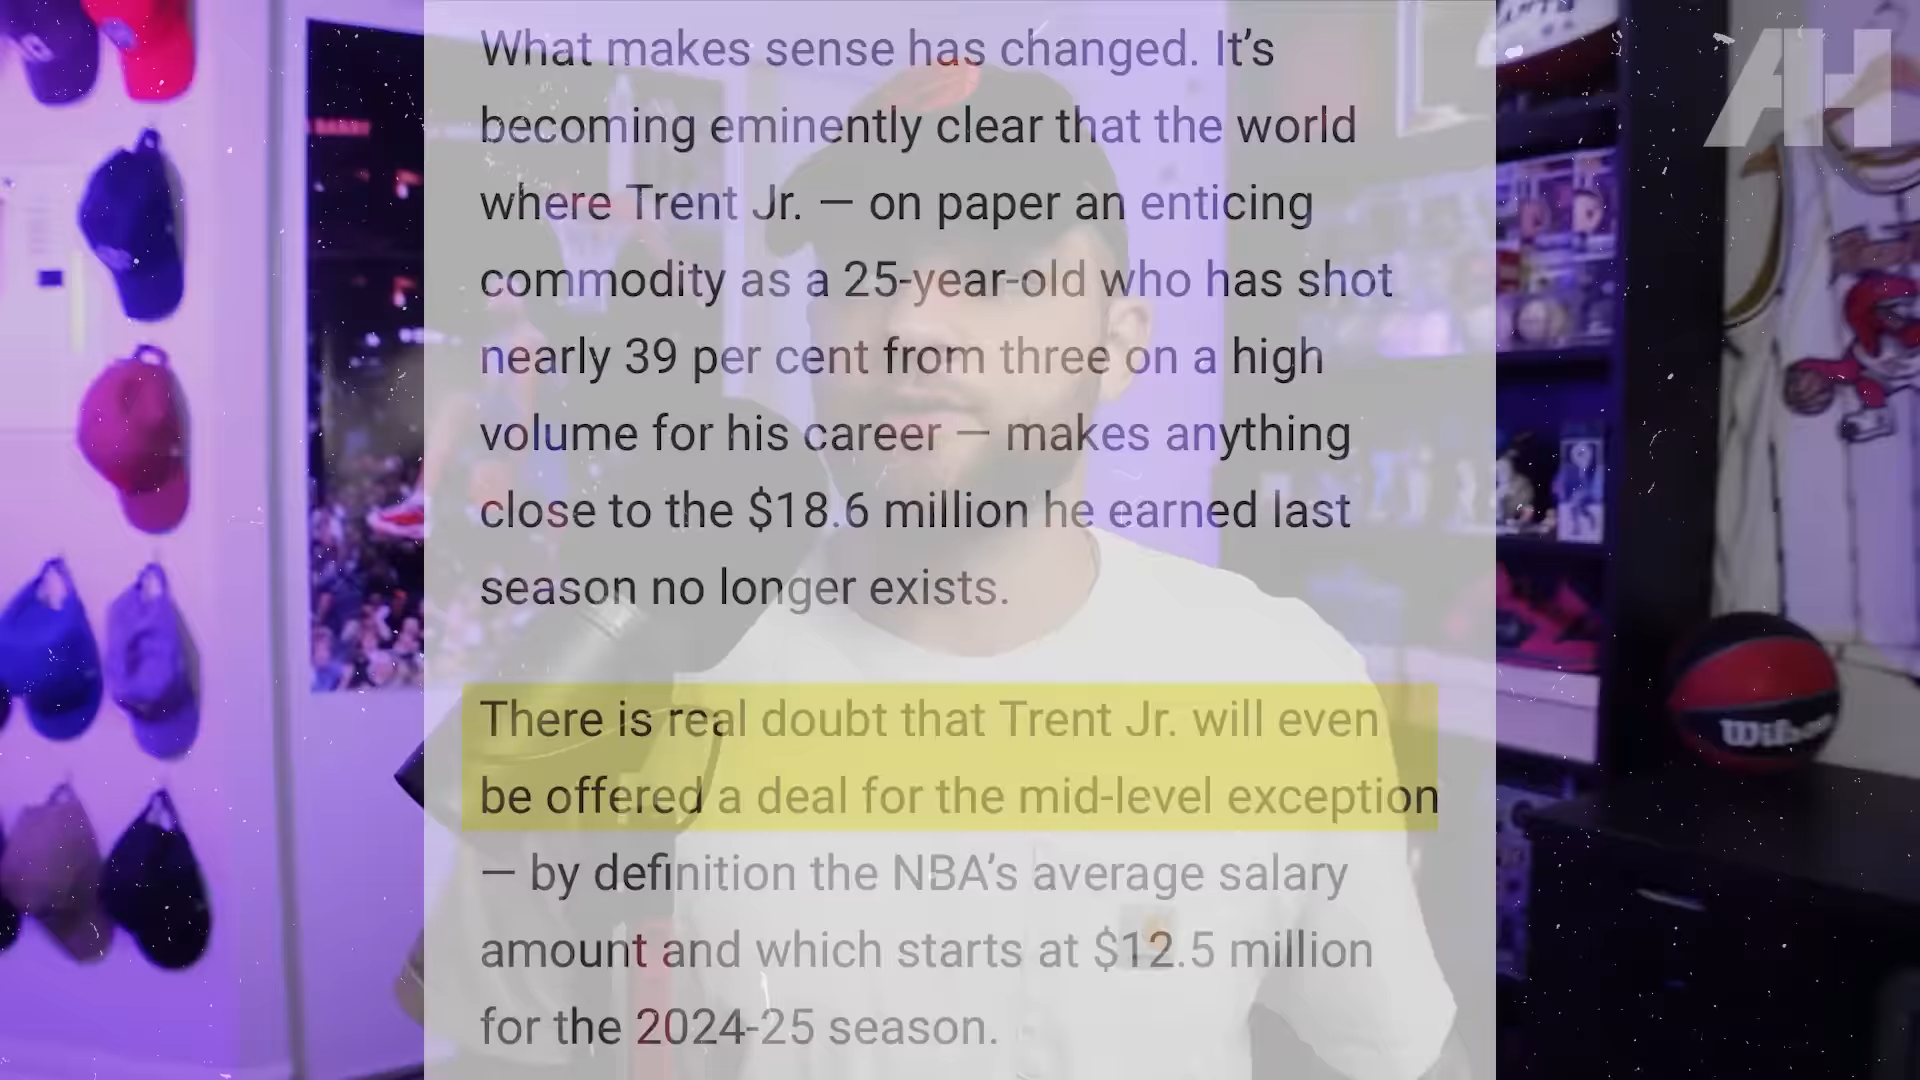 What makes sense has changed. It’s
becoming eminently clear that the world
where Trent Jr. — on paper an enticing
commodity as a 25-year-old who has shot
nearly 39 per cent from three on a high
volume for his career — makes anything
close to the $18.6 million he earned last
season no longer exists.
There is real doubt that Trent Jr. will even
be offered a deal for the mid-level exception
— by definition the NBA’s average salary
amount and which starts at $12.5 million
for the 2024-25 season.
AH
Wilson